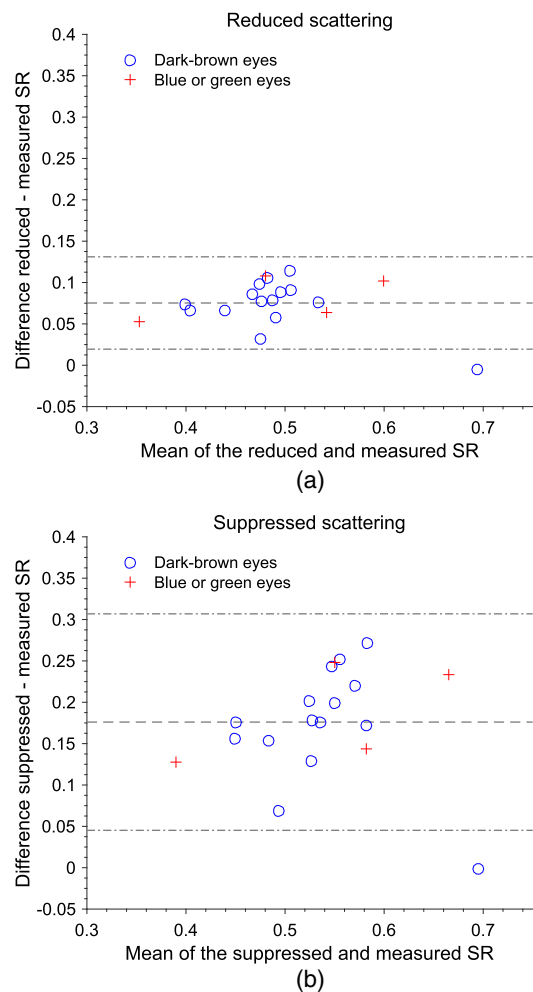 Reduced scattering
0.4
0.35
0.3
0.25
0.2
0.15
0.1
0.05
0
-0.05
Difference reduced - measured SR
Dark-brown eyes
Blue or green eyes
0.3 0.4 0.5 0.6 0.7
Mean of the reduced and measured SR
(a)
Suppressed scattering
0.4
0.35
0.3
0.25
0.2
0.15
0.1
0.05
0
-0.05
Difference suppressed - measured SR
Dark-brown eyes
Blue or green eyes
0.3 0.4 0.5 0.6 0.7
Mean of the suppressed and measured SR
(b)